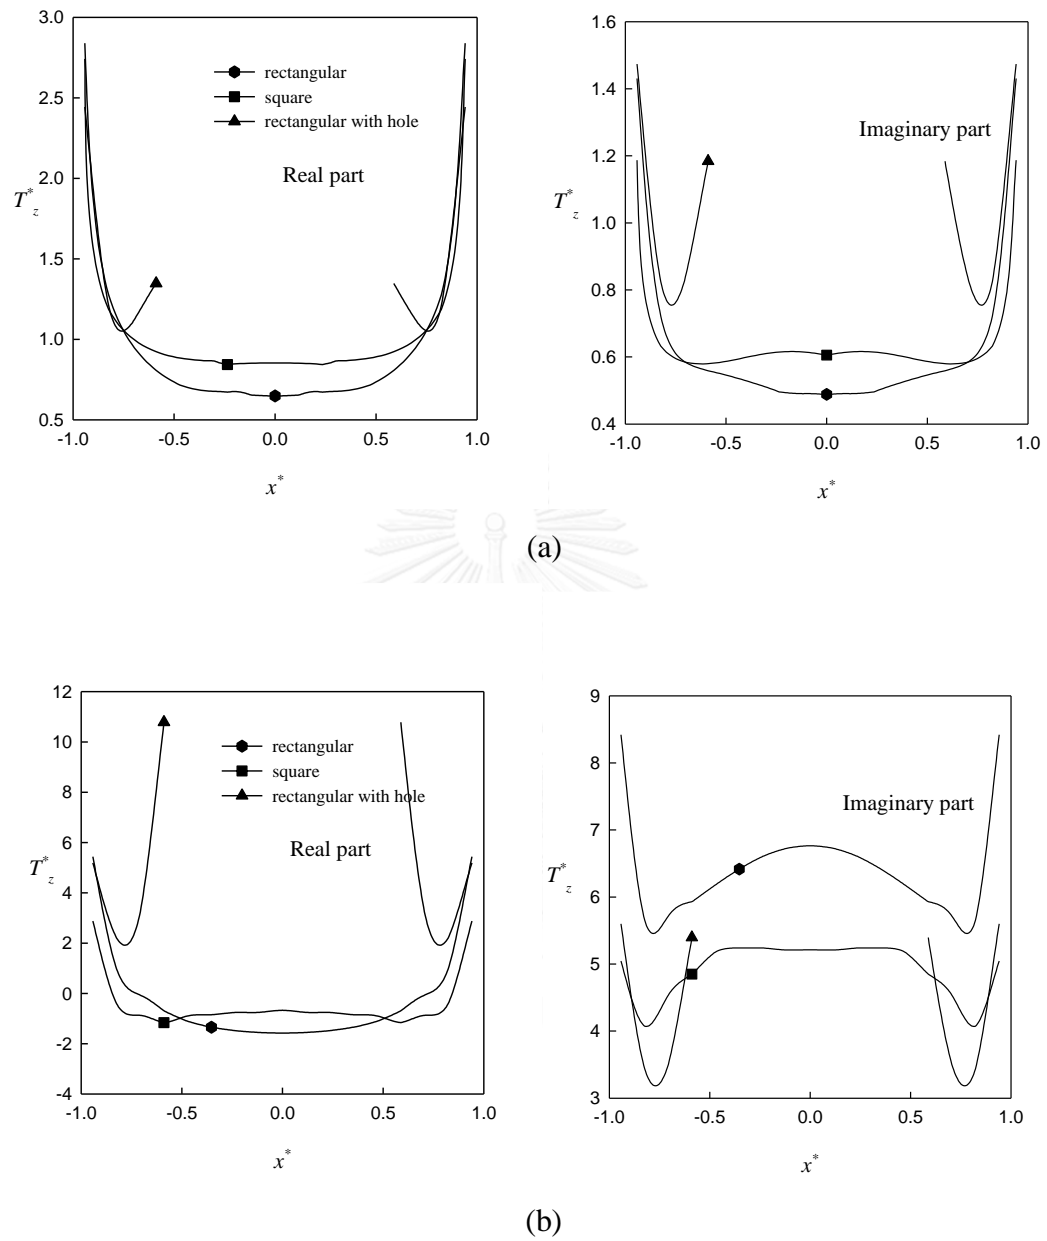 3.0
2.5
2.0
1.5
1.0
0.5
-1.0 -0.5 0.0 0.5 1.0
T*z
x*
rectangular
square
rectangular with hole
Real part
1.6
1.4
1.2
1.0
0.8
0.6
0.4
-1.0 -0.5 0.0 0.5 1.0
T*z
x*
Imaginary part
(a)
12
10
8
6
4
2
0
-2
-4
-1.0 -0.5 0.0 0.5 1.0
T*z
x*
rectangular
square
rectangular with hole
Real part
9
8
7
6
5
4
3
-1.0 -0.5 0.0 0.5 1.0
T*z
x*
Imaginary part
(b)